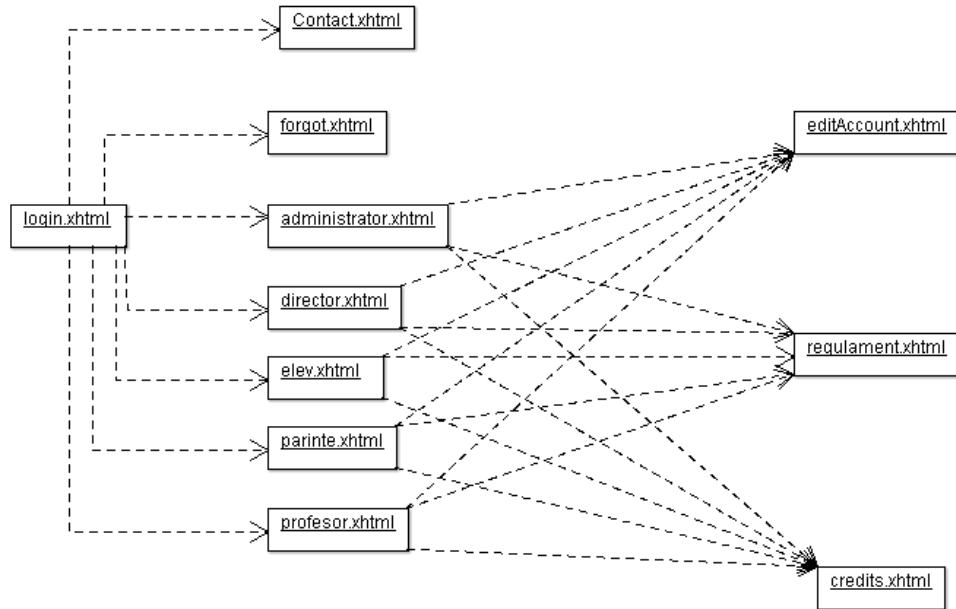 Contact.xhtml
forgot.xhtml
editAccount.xhtml
login.xhtml
administrator.xhtml
director.xhtml
regulament.xhtml
elev.xhtml
parinte.xhtml
profesor.xhtml
credits.xhtml